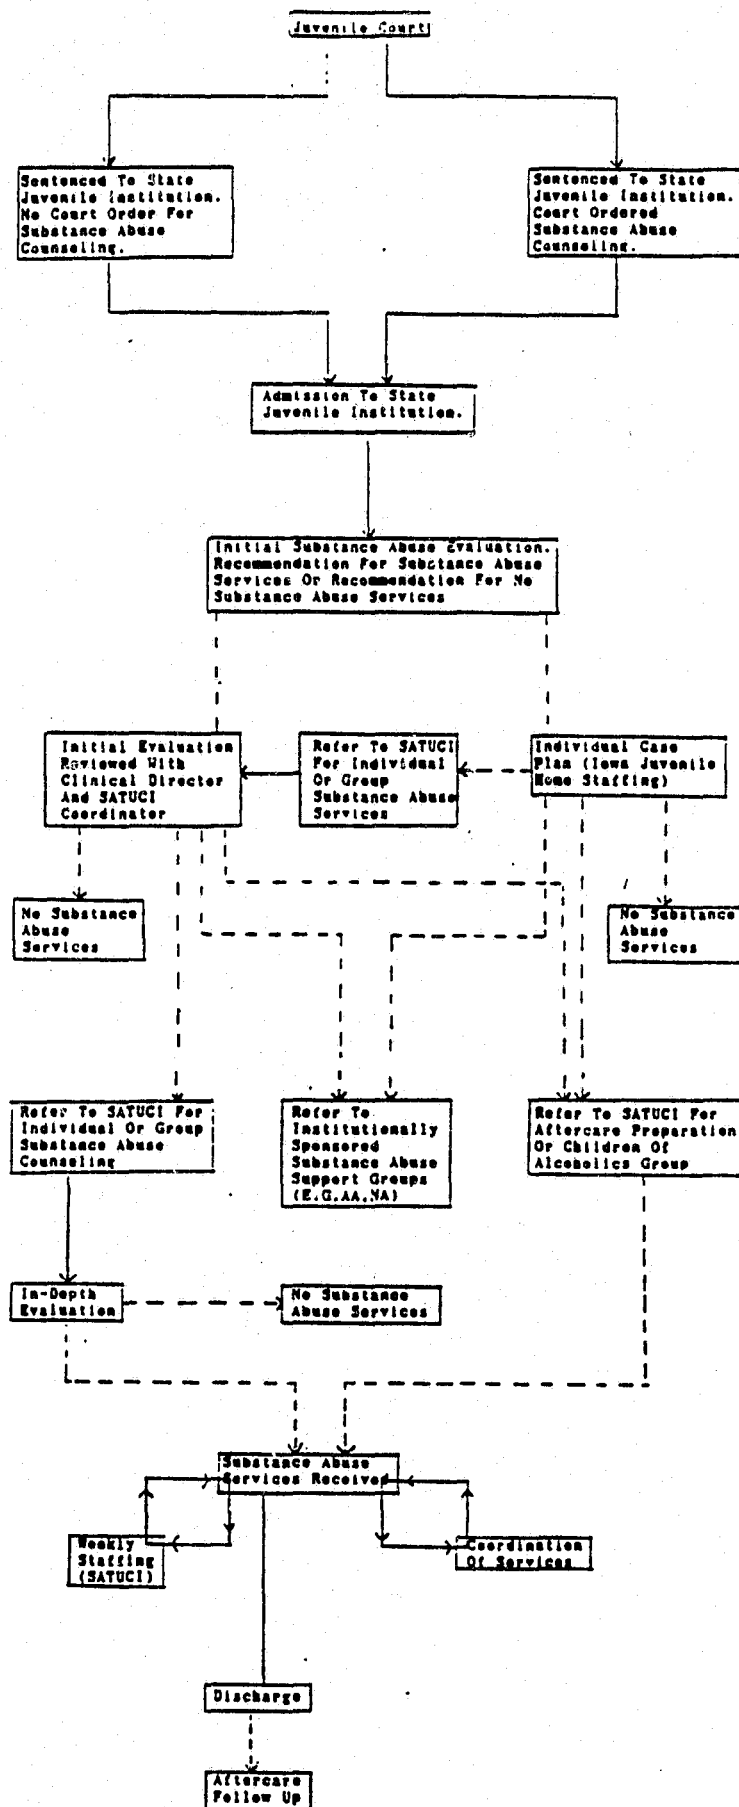 Juvenile Court
Sentenced To State
Juvenile Institution.
No Court Order For
Substance Abuse
Counseling.
Sentenced To State
Juvenile Institution.
Court Ordered
Substance Abuse
Counseling.
Admission To State
Juvenile Institution.
Initial Substance Abuse Evaluation.
Recommendation For Substance Abuse
Services Or Recommendation For No
Substance Abuse Services
Initial Evaluation
Reviewed With
Clinical Director
And SATUCI
Coordinator
Refer To SATUCI
For Individual
Or Group
Substance Abuse
Services
Individual Case
Plan (Iowa Juvenile
Home Staffing)
No Substance
Abuse
Services
No Substance
Abuse
Services
Refer To SATUCI For
Individual Or Group
Substance Abuse
Counseling
Refer To
Institutionally
Sponsored
Substance Abuse
Support Groups
(E.G.AA,NA)
Refer To SATUCI For
Aftercare Preparation
Or Children Of
Alcoholics Group
In-Depth
Evaluation
No Substance
Abuse Services
Substance Abuse
Services Received
Weekly
Staffing
(SATUCI)
Coordination
Of Services
Discharge
Aftercare
Follow Up